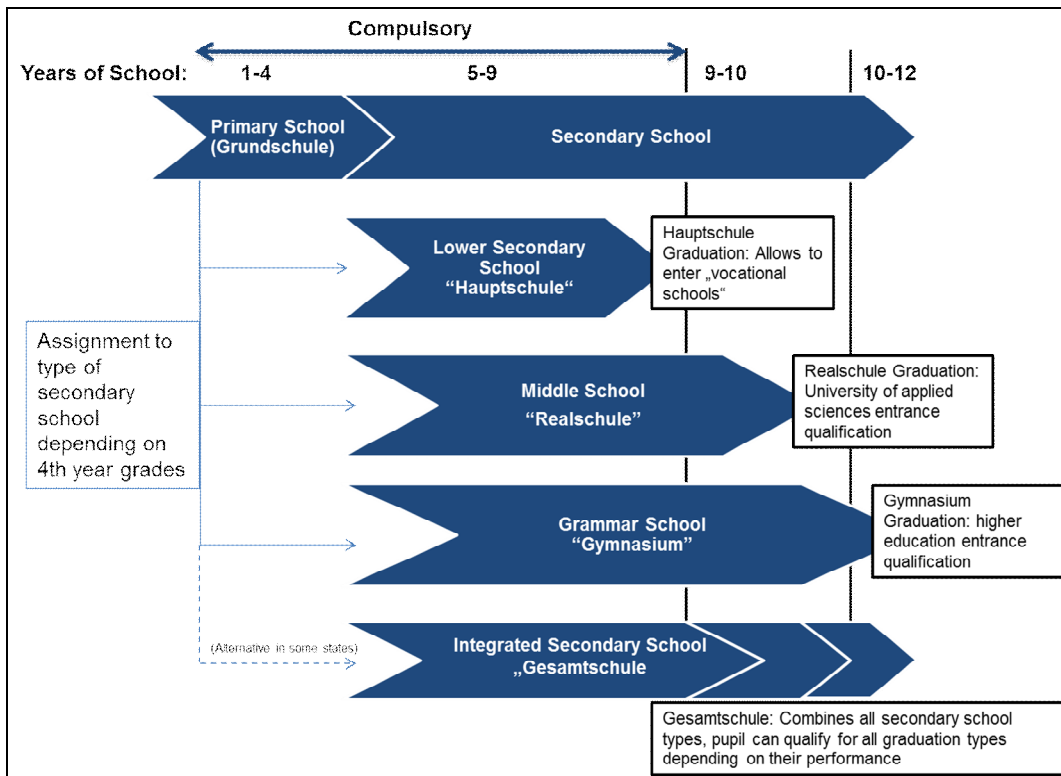 Compulsory
Years of School: 1-4 5-9 9-10 10-12
Primary School
(Grundschule)
Secondary School
Lower Secondary
School
“Hauptschule“
Hauptschule
Graduation: Allows to
enter „vocational
schools“
Assignment to
type of
secondary
school
depending on
4th year grades
Middle School
“Realschule”
Realschule Graduation:
University of applied
sciences entrance
qualification
Grammar School
“Gymnasium”
Gymnasium
Graduation: higher
education entrance
qualification
(Alternative in some states)
Integrated Secondary School
„Gesamtschule
Gesamtschule: Combines all secondary school
types, pupil can qualify for all graduation types
depending on their performance